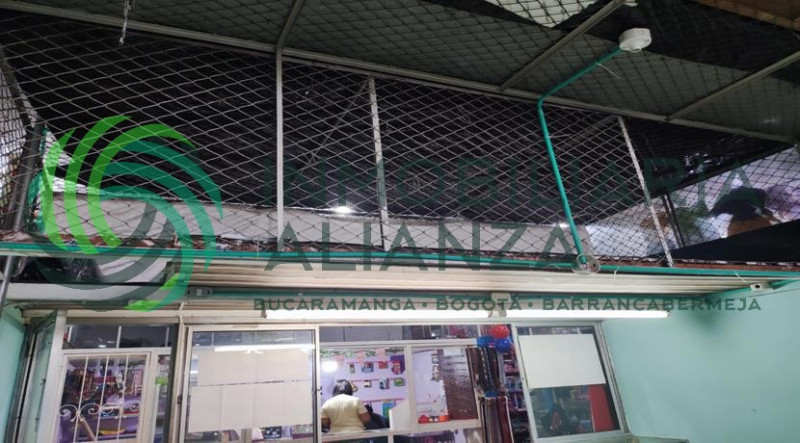 INMOBILIARIA
ALIANZA
BUCARAMANGA • BOGOTÁ • BARRANCABERMEJA